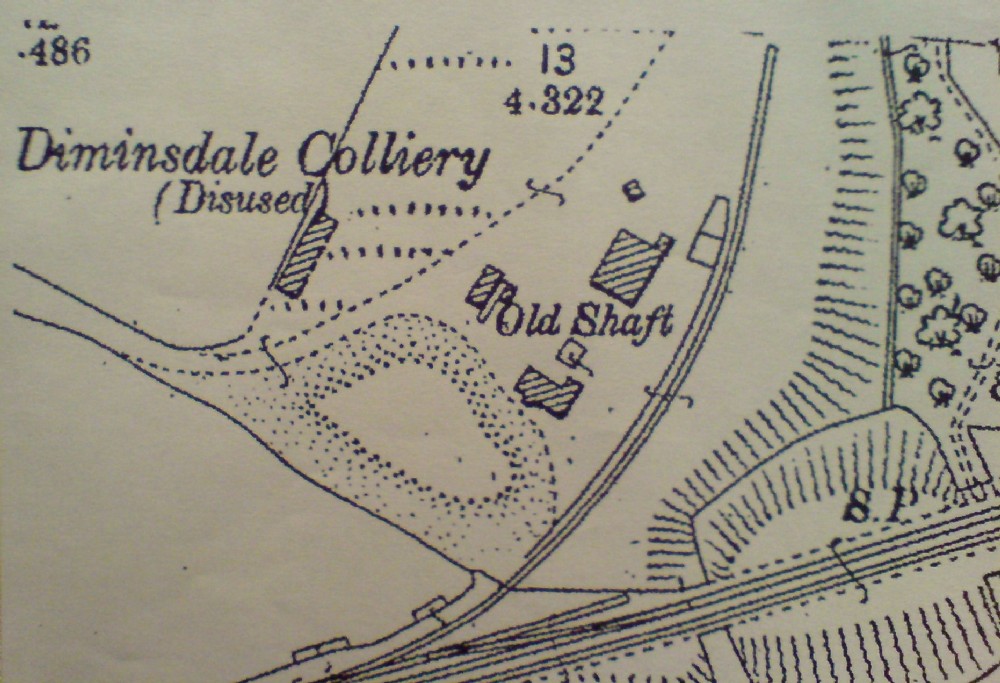 .486
13
4.322
Diminsdale Colliery
(Disused)
Old Shaft
S P